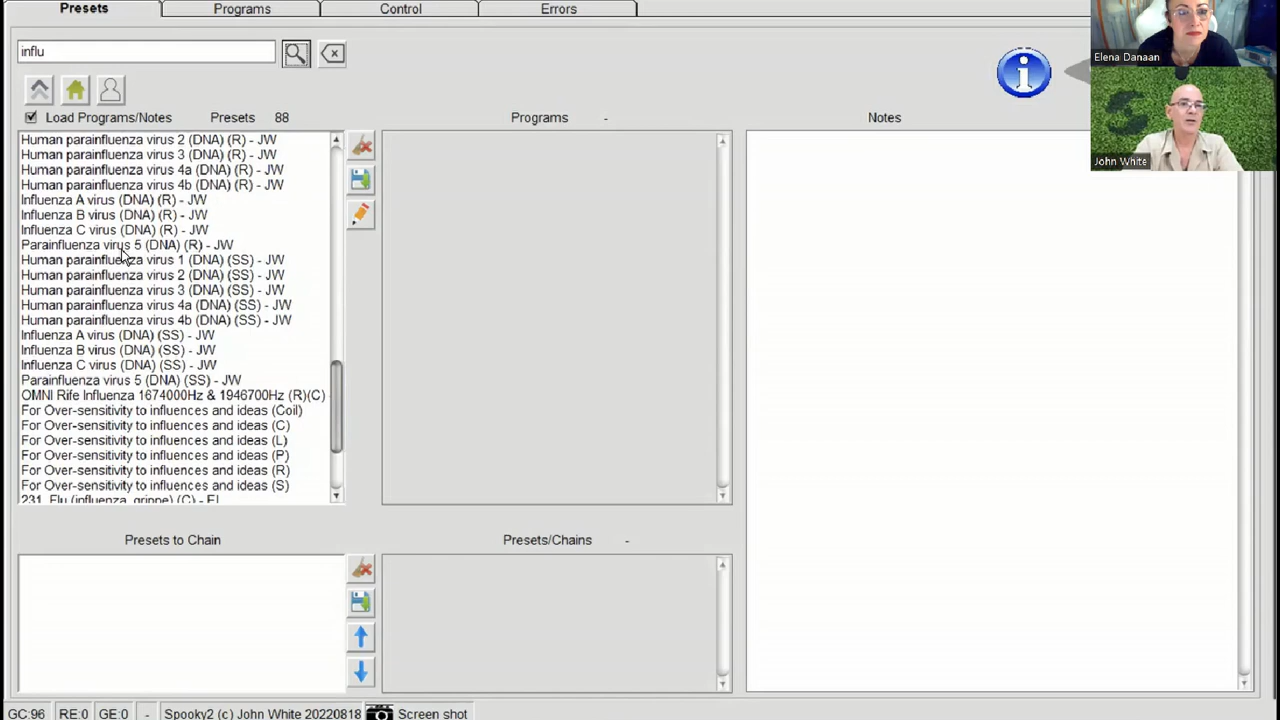 Presets
Programs
Control
Errors
influ
Elena Danaan
John White
Load Programs/Notes
Presets 88
Programs -
Notes
Human parainfluenza virus 2 (DNA) (R) - JW
Human parainfluenza virus 3 (DNA) (R) - JW
Human parainfluenza virus 4a (DNA) (R) - JW
Human parainfluenza virus 4b (DNA) (R) - JW
Influenza A virus (DNA) (R) - JW
Influenza B virus (DNA) (R) - JW
Influenza C virus (DNA) (R) - JW
Parainfluenza virus 5 (DNA) (R) - JW
Human parainfluenza virus 1 (DNA) (SS) - JW
Human parainfluenza virus 2 (DNA) (SS) - JW
Human parainfluenza virus 3 (DNA) (SS) - JW
Human parainfluenza virus 4a (DNA) (SS) - JW
Human parainfluenza virus 4b (DNA) (SS) - JW
Influenza A virus (DNA) (SS) - JW
Influenza B virus (DNA) (SS) - JW
Influenza C virus (DNA) (SS) - JW
Parainfluenza virus 5 (DNA) (SS) - JW
OMNI Rife Influenza 1674000Hz & 1946700Hz (R)(C)
For Over-sensitivity to influences and ideas (Coil)
For Over-sensitivity to influences and ideas (C)
For Over-sensitivity to influences and ideas (L)
For Over-sensitivity to influences and ideas (P)
For Over-sensitivity to influences and ideas (R)
For Over-sensitivity to influences and ideas (S)
231 Flu (influenza, grippe) (C)
Presets to Chain
Presets/Chains -
GC:96 RE:0 GE:0 - Spooky2 (c) John White 20220818 Screen shot